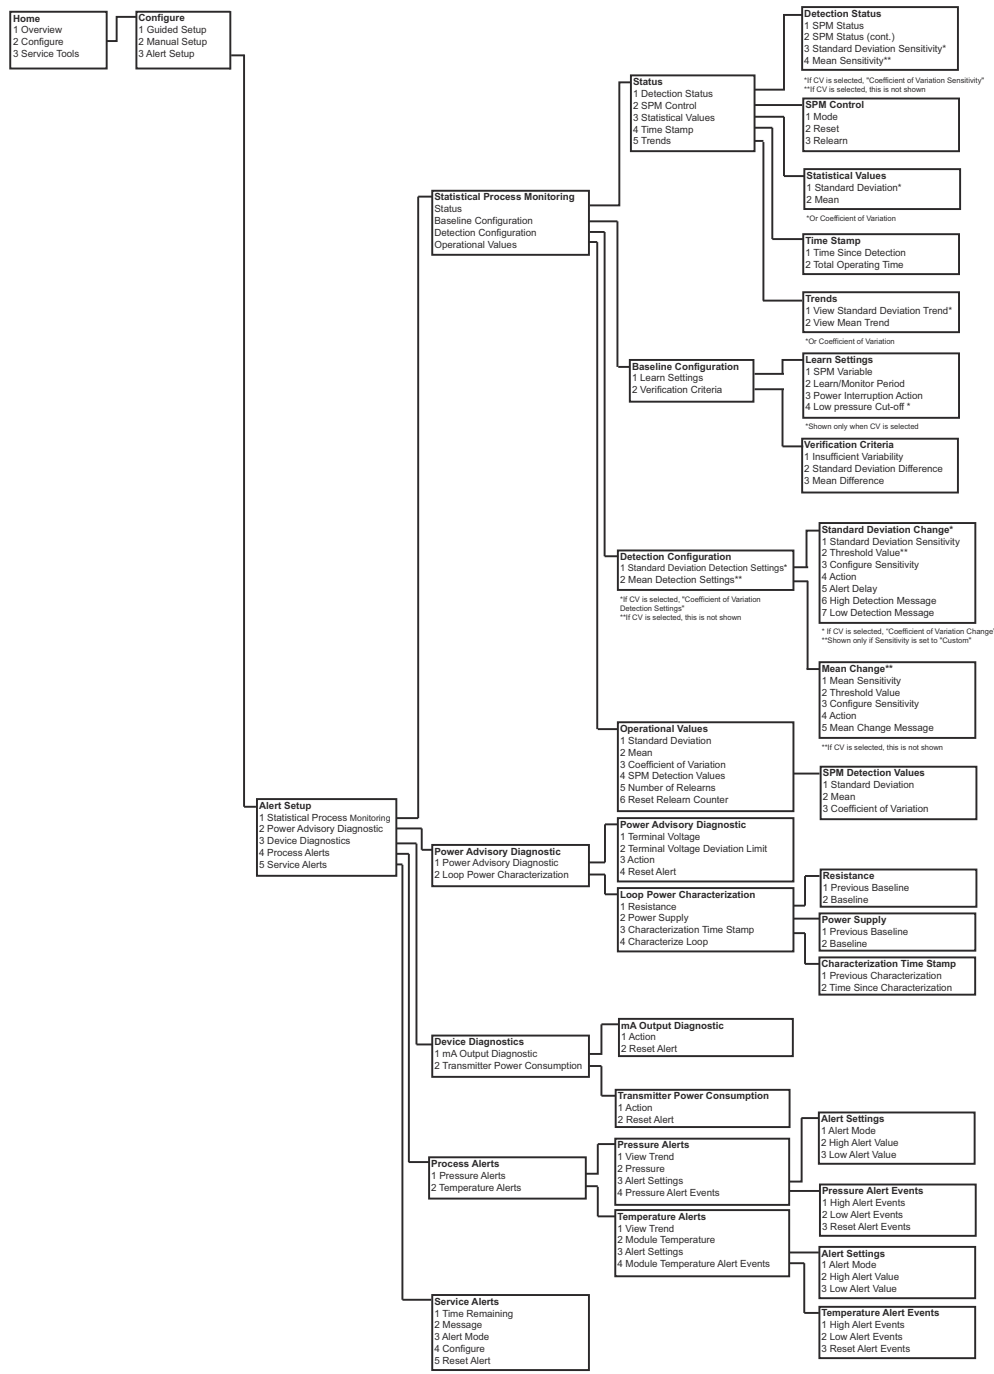 Home
1 Overview
2 Configure
3 Service Tools
Configure
1 Guided Setup
2 Manual Setup
3 Alert Setup
Alert Setup
1 Statistical Process Monitoring
2 Power Advisory Diagnostic
3 Device Diagnostics
4 Process Alerts
5 Service Alerts
Statistical Process Monitoring
Status
Baseline Configuration
Detection Configuration
Operational Values
Status
1 Detection Status
2 SPM Control
3 Statistical Values
4 Time Stamp
5 Trends
Detection Status
1 SPM Status
2 SPM Status (cont.)
3 Standard Deviation Sensitivity*
4 Mean Sensitivity**
*If CV is selected, "Coefficient of Variation Sensitivity"
**If CV is selected, this is not shown
SPM Control
1 Mode
2 Reset
3 Relearn
Statistical Values
1 Standard Deviation*
2 Mean
*Or Coefficient of Variation
Time Stamp
1 Time Since Detection
2 Total Operating Time
Trends
1 View Standard Deviation Trend*
2 View Mean Trend
*Or Coefficient of Variation
Baseline Configuration
1 Learn Settings
2 Verification Criteria
Learn Settings
1 SPM Variable
2 Learn/Monitor Period
3 Power Interruption Action
4 Low pressure Cut-off *
*Shown only when CV is selected
Verification Criteria
1 Insufficient Variability
2 Standard Deviation Difference
3 Mean Difference
Detection Configuration
1 Standard Deviation Detection Settings*
2 Mean Detection Settings**
*If CV is selected, "Coefficient of Variation
Detection Settings"
**If CV is selected, this is not shown
Standard Deviation Change*
1 Standard Deviation Sensitivity
2 Threshold Value**
3 Configure Sensitivity
4 Action
5 Alert Delay
6 High Detection Message
7 Low Detection Message
* If CV is selected, "Coefficient of Variation Change"
**Shown only if Sensitivity is set to "Custom"
Mean Change**
1 Mean Sensitivity
2 Threshold Value
3 Configure Sensitivity
4 Action
5 Mean Change Message
**If CV is selected, this is not shown
Operational Values
1 Standard Deviation
2 Mean
3 Coefficient of Variation
4 SPM Detection Values
5 Number of Relearns
6 Reset Relearn Counter
SPM Detection Values
1 Standard Deviation
2 Mean
3 Coefficient of Variation
Power Advisory Diagnostic
1 Power Advisory Diagnostic
2 Loop Power Characterization
Power Advisory Diagnostic
1 Terminal Voltage
2 Terminal Voltage Deviation Limit
3 Action
4 Reset Alert
Loop Power Characterization
1 Resistance
2 Power Supply
3 Characterization Time Stamp
4 Characterize Loop
Resistance
1 Previous Baseline
2 Baseline
Power Supply
1 Previous Baseline
2 Baseline
Characterization Time Stamp
1 Previous Characterization
2 Time Since Characterization
Device Diagnostics
1 mA Output Diagnostic
2 Transmitter Power Consumption
mA Output Diagnostic
1 Action
2 Reset Alert
Transmitter Power Consumption
1 Action
2 Reset Alert
Process Alerts
1 Pressure Alerts
2 Temperature Alerts
Pressure Alerts
1 View Trend
2 Pressure
3 Alert Settings
4 Pressure Alert Events
Alert Settings
1 Alert Mode
2 High Alert Value
3 Low Alert Value
Pressure Alert Events
1 High Alert Events
2 Low Alert Events
3 Reset Alert Events
Temperature Alerts
1 View Trend
2 Module Temperature
3 Alert Settings
4 Module Temperature Alert Events
Alert Settings
1 Alert Mode
2 High Alert Value
3 Low Alert Value
Temperature Alert Events
1 High Alert Events
2 Low Alert Events
3 Reset Alert Events
Service Alerts
1 Time Remaining
2 Message
3 Alert Mode
4 Configure
5 Reset Alert